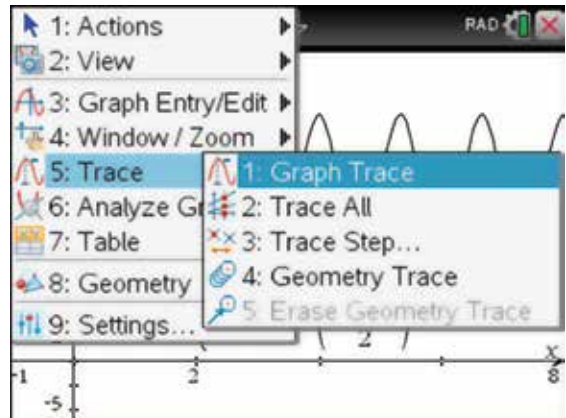 1: Actions
RAD
2: View
3: Graph Entry/Edit
4: Window / Zoom
5: Trace
1: Graph Trace
6: Analyze Gr
2: Trace All
7: Table
3: Trace Step...
8: Geometry
4: Geometry Trace
9: Settings...
5: Erase Geometry Trace
2
x
-1
2
8
-5